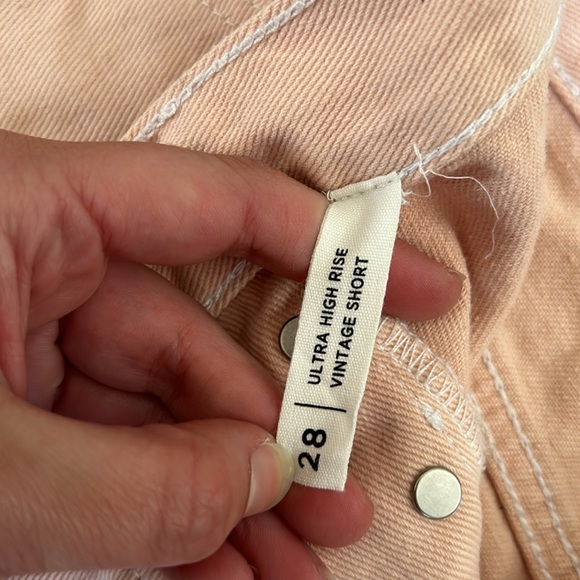 28 | ULTRA HIGH RISE
VINTAGE SHORT